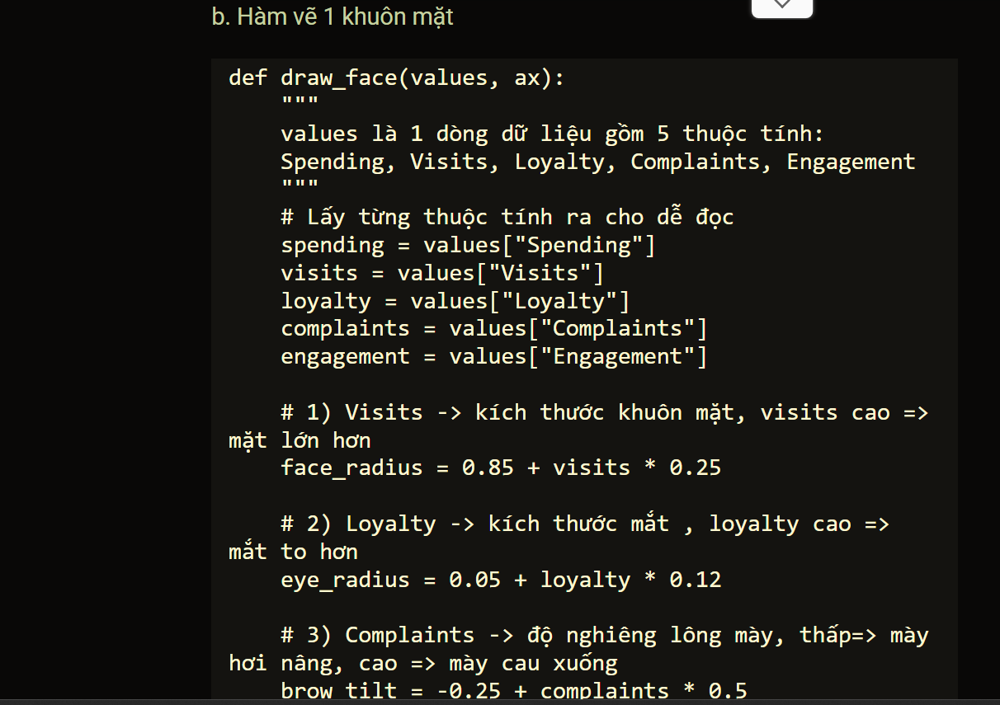 b. Hàm vẽ 1 khuôn mặt
def draw_face(values, ax):
    """
    values là 1 dòng dữ liệu gồm 5 thuộc tính:
    Spending, Visits, Loyalty, Complaints, Engagement
    """
    # Lấy từng thuộc tính ra cho dễ đọc
    spending = values["Spending"]
    visits = values["Visits"]
    loyalty = values["Loyalty"]
    complaints = values["Complaints"]
    engagement = values["Engagement"]

    # 1) Visits -> kích thước khuôn mặt, visits cao =>
mặt lớn hơn
    face_radius = 0.85 + visits * 0.25

    # 2) Loyalty -> kích thước mắt , loyalty cao =>
mắt to hơn
    eye_radius = 0.05 + loyalty * 0.12

    # 3) Complaints -> độ nghiêng lông mày, thấp=> mày
hơi nâng, cao => mày cau xuống
    brow_tilt = -0.25 + complaints * 0.5